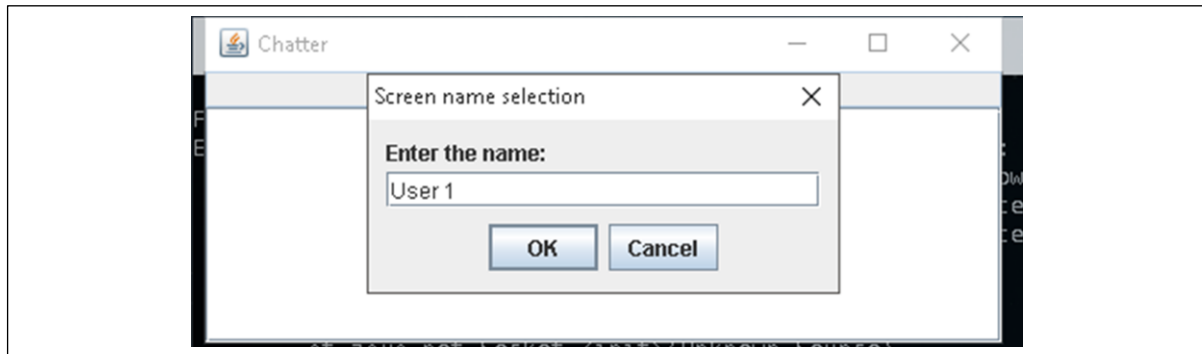 Chatter
Screen name selection
Enter the name:
User 1
OK Cancel